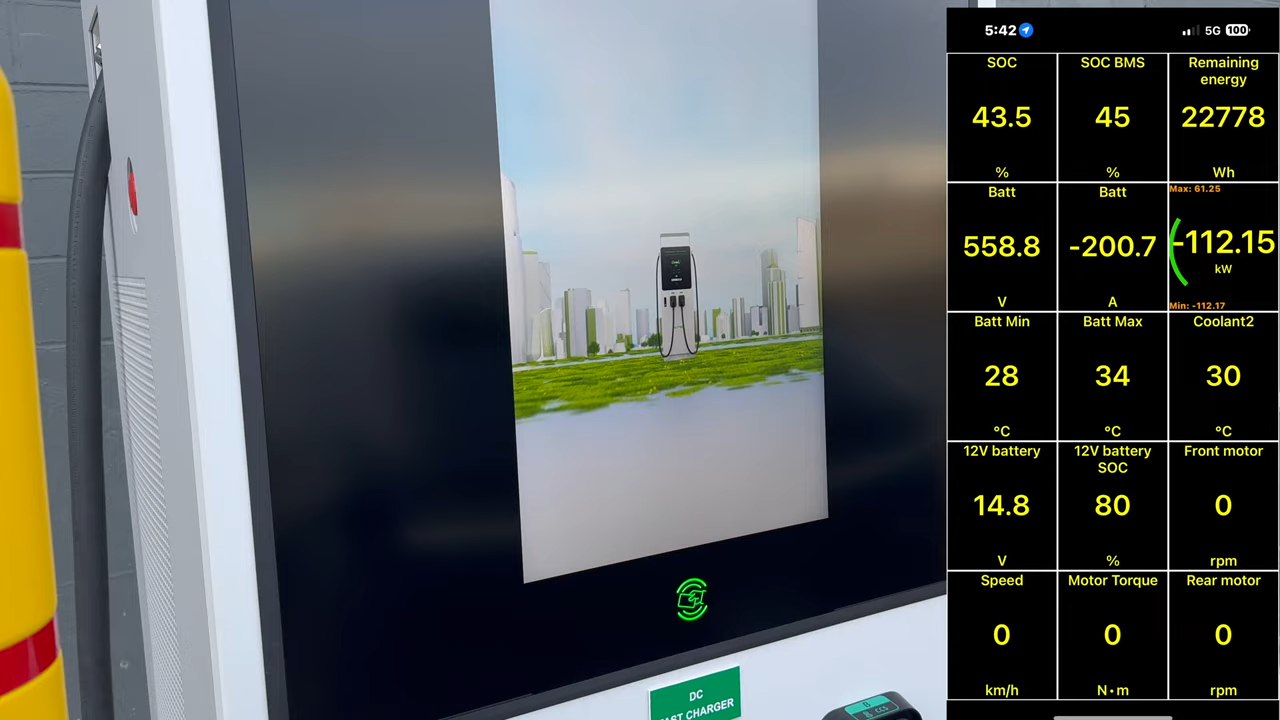 5:42
5G
100
SOC
43.5
%
SOC BMS
45
%
Remaining
energy
22778
Wh
Batt
558.8
V
Batt
-200.7
A
Max: 61.25
-112.15
kW
Min: -112.17
Batt Min
28
°C
Batt Max
34
°C
Coolant2
30
°C
12V battery
14.8
V
12V battery
SOC
80
%
Front motor
0
rpm
Speed
0
km/h
Motor Torque
0
N·m
Rear motor
0
rpm
DC
FAST CHARGER
B
B CCS